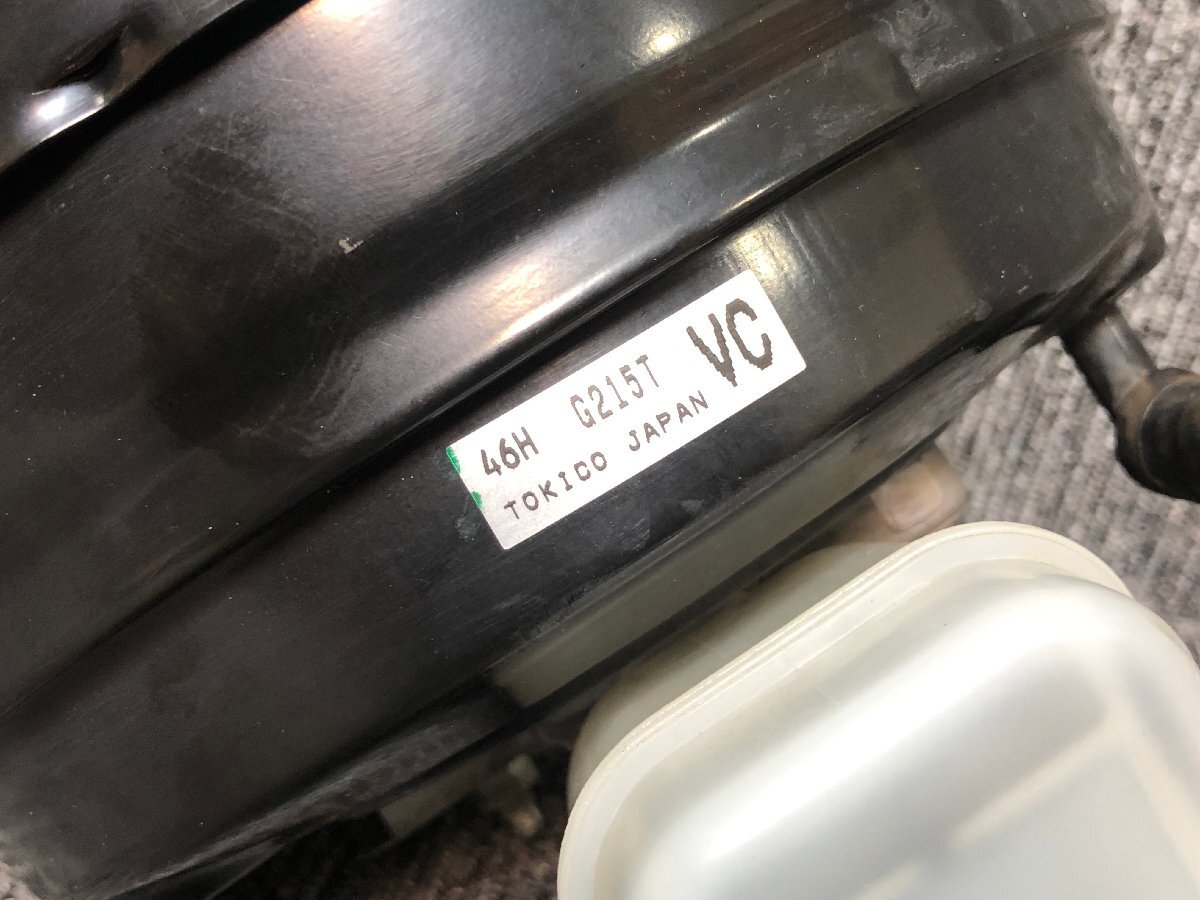 46H G215T VC
TOKICO JAPAN